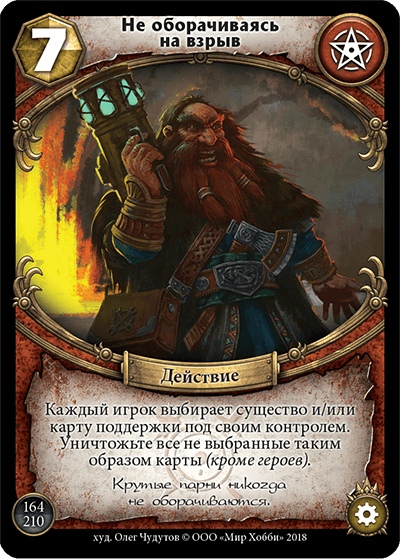 7
Не оборачиваясь
на взрыв
Действие
Каждый игрок выбирает существо и/или
карту поддержки под своим контролем.
Уничтожьте все не выбранные таким
образом карты (кроме героев).
Крутые парни никогда
не оборачиваются.
164
210
худ. Олег Чудутов © ООО «Мир Хобби» 2018